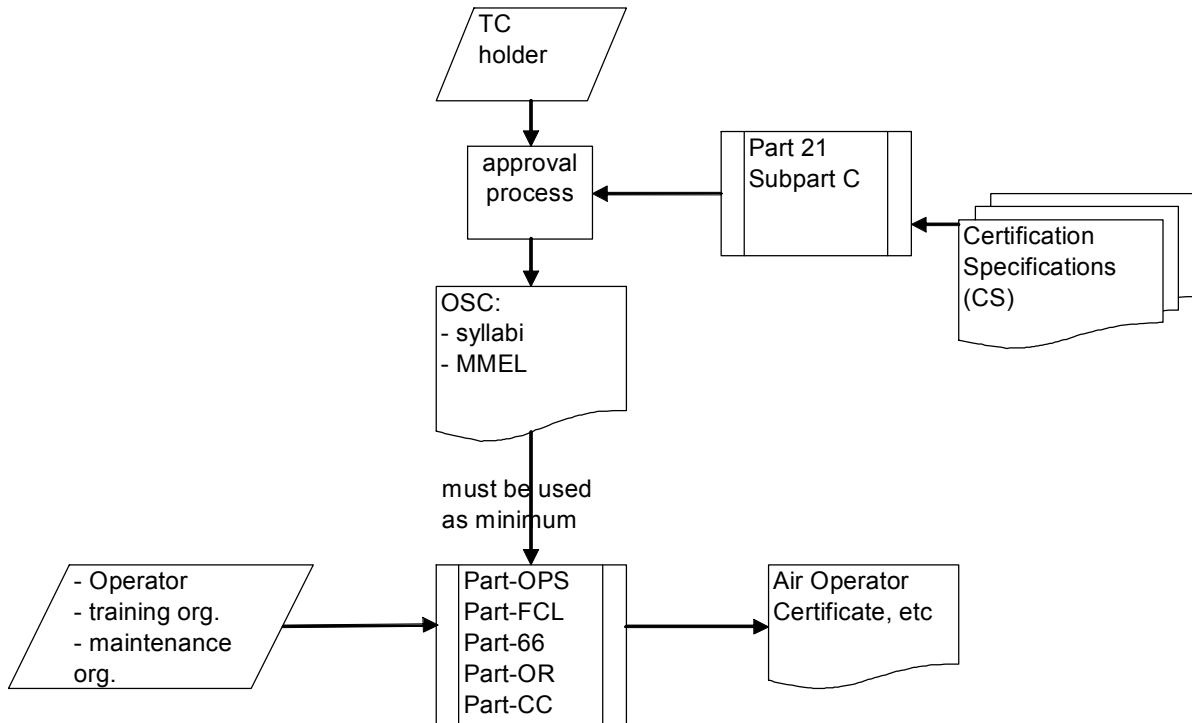 TC
holder
approval
process
Part 21
Subpart C
Certification
Specifications
(CS)
OSC:
- syllabi
- MMEL
must be used
as minimum
- Operator
- training org.
- maintenance
org.
Part-OPS
Part-FCL
Part-66
Part-OR
Part-CC
Air Operator
Certificate, etc